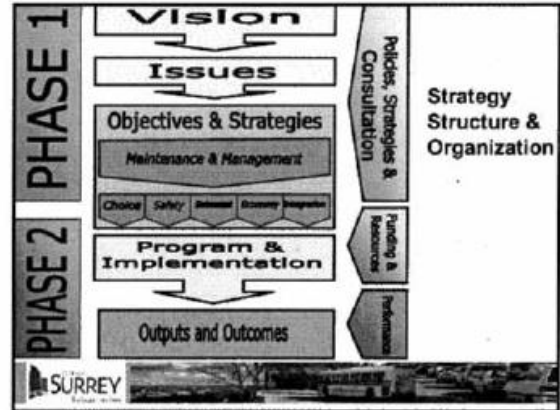 PHASE 1
Vision
Issues
Objectives & Strategies
Maintenance & Management
Choice
Safety
Economy
Integration
Policies, Strategies &
Consultation
Strategy
Structure &
Organization
PHASE 2
Program &
Implementation
Outputs and Outcomes
Funding &
Resources
Performance
SURREY